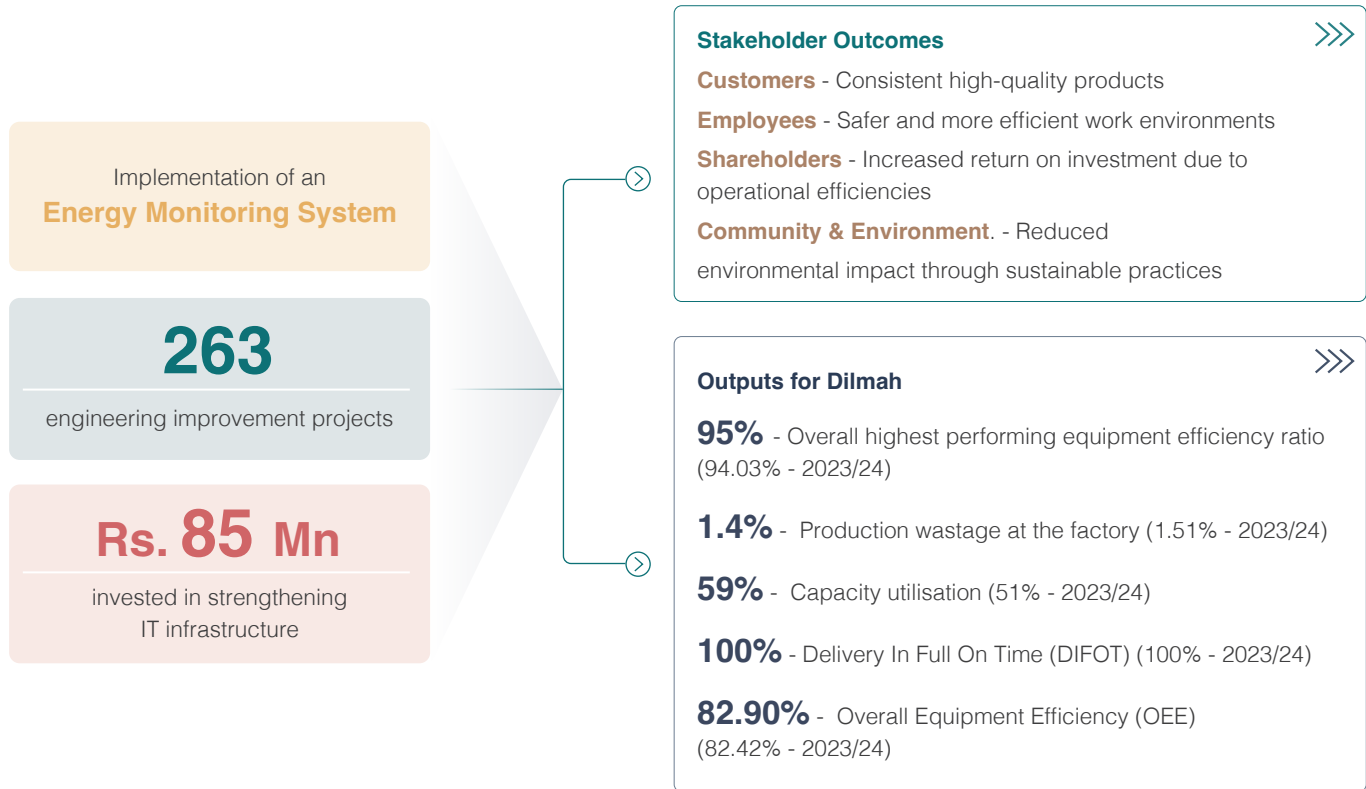 Implementation of an
Energy Monitoring System
263
engineering improvement projects
Rs. 85 Mn
invested in strengthening
IT infrastructure
Stakeholder Outcomes
Customers - Consistent high-quality products
Employees - Safer and more efficient work environments
Shareholders - Increased return on investment due to
operational efficiencies
Community & Environment. - Reduced
environmental impact through sustainable practices
Outputs for Dilmah
95% - Overall highest performing equipment efficiency ratio
(94.03% - 2023/24)
1.4% - Production wastage at the factory (1.51% - 2023/24)
59% - Capacity utilisation (51% - 2023/24)
100% - Delivery In Full On Time (DIFOT) (100% - 2023/24)
82.90% - Overall Equipment Efficiency (OEE)
(82.42% - 2023/24)